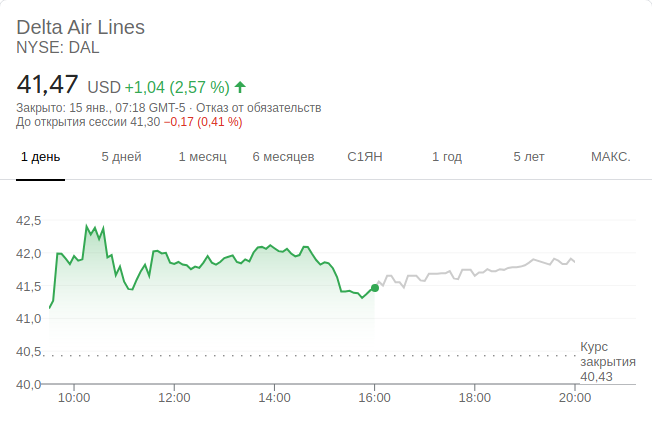 Delta Air Lines
NYSE: DAL
41,47 USD +1,04 (2,57 %)
Закрыто: 15 янв., 07:18 GMT-5 · Отказ от обязательств
До открытия сессии 41,30 −0,17 (0,41 %)
1 день 5 дней 1 месяц 6 месяцев С1ЯН 1 год 5 лет МАКС.
42,5
42,0
41,5
41,0
40,5
40,0
Курс
закрытия
40,43
10:00 12:00 14:00 16:00 18:00 20:00